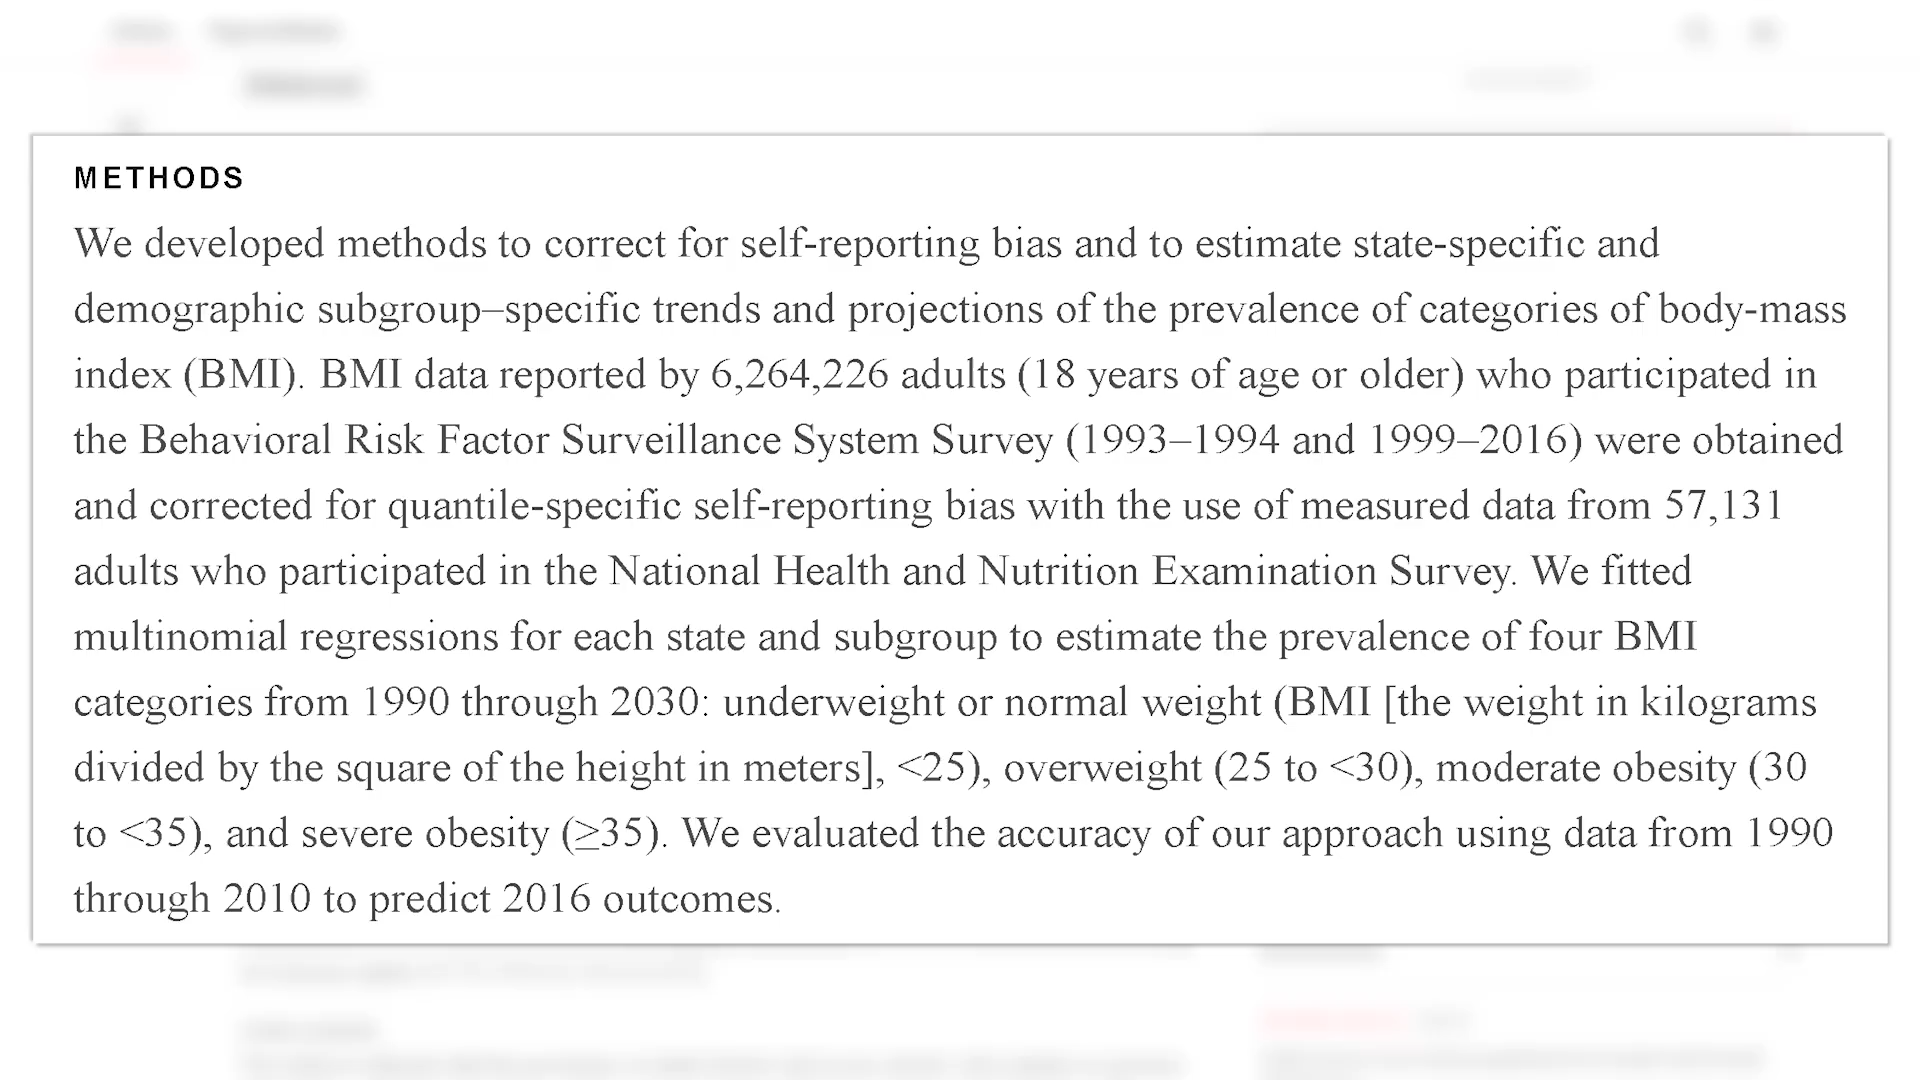 METHODS
We developed methods to correct for self-reporting bias and to estimate state-specific and
demographic subgroup–specific trends and projections of the prevalence of categories of body-mass
index (BMI). BMI data reported by 6,264,226 adults (18 years of age or older) who participated in
the Behavioral Risk Factor Surveillance System Survey (1993–1994 and 1999–2016) were obtained
and corrected for quantile-specific self-reporting bias with the use of measured data from 57,131
adults who participated in the National Health and Nutrition Examination Survey. We fitted
multinomial regressions for each state and subgroup to estimate the prevalence of four BMI
categories from 1990 through 2030: underweight or normal weight (BMI [the weight in kilograms
divided by the square of the height in meters], <25), overweight (25 to <30), moderate obesity (30
to <35), and severe obesity (≥35). We evaluated the accuracy of our approach using data from 1990
through 2010 to predict 2016 outcomes.